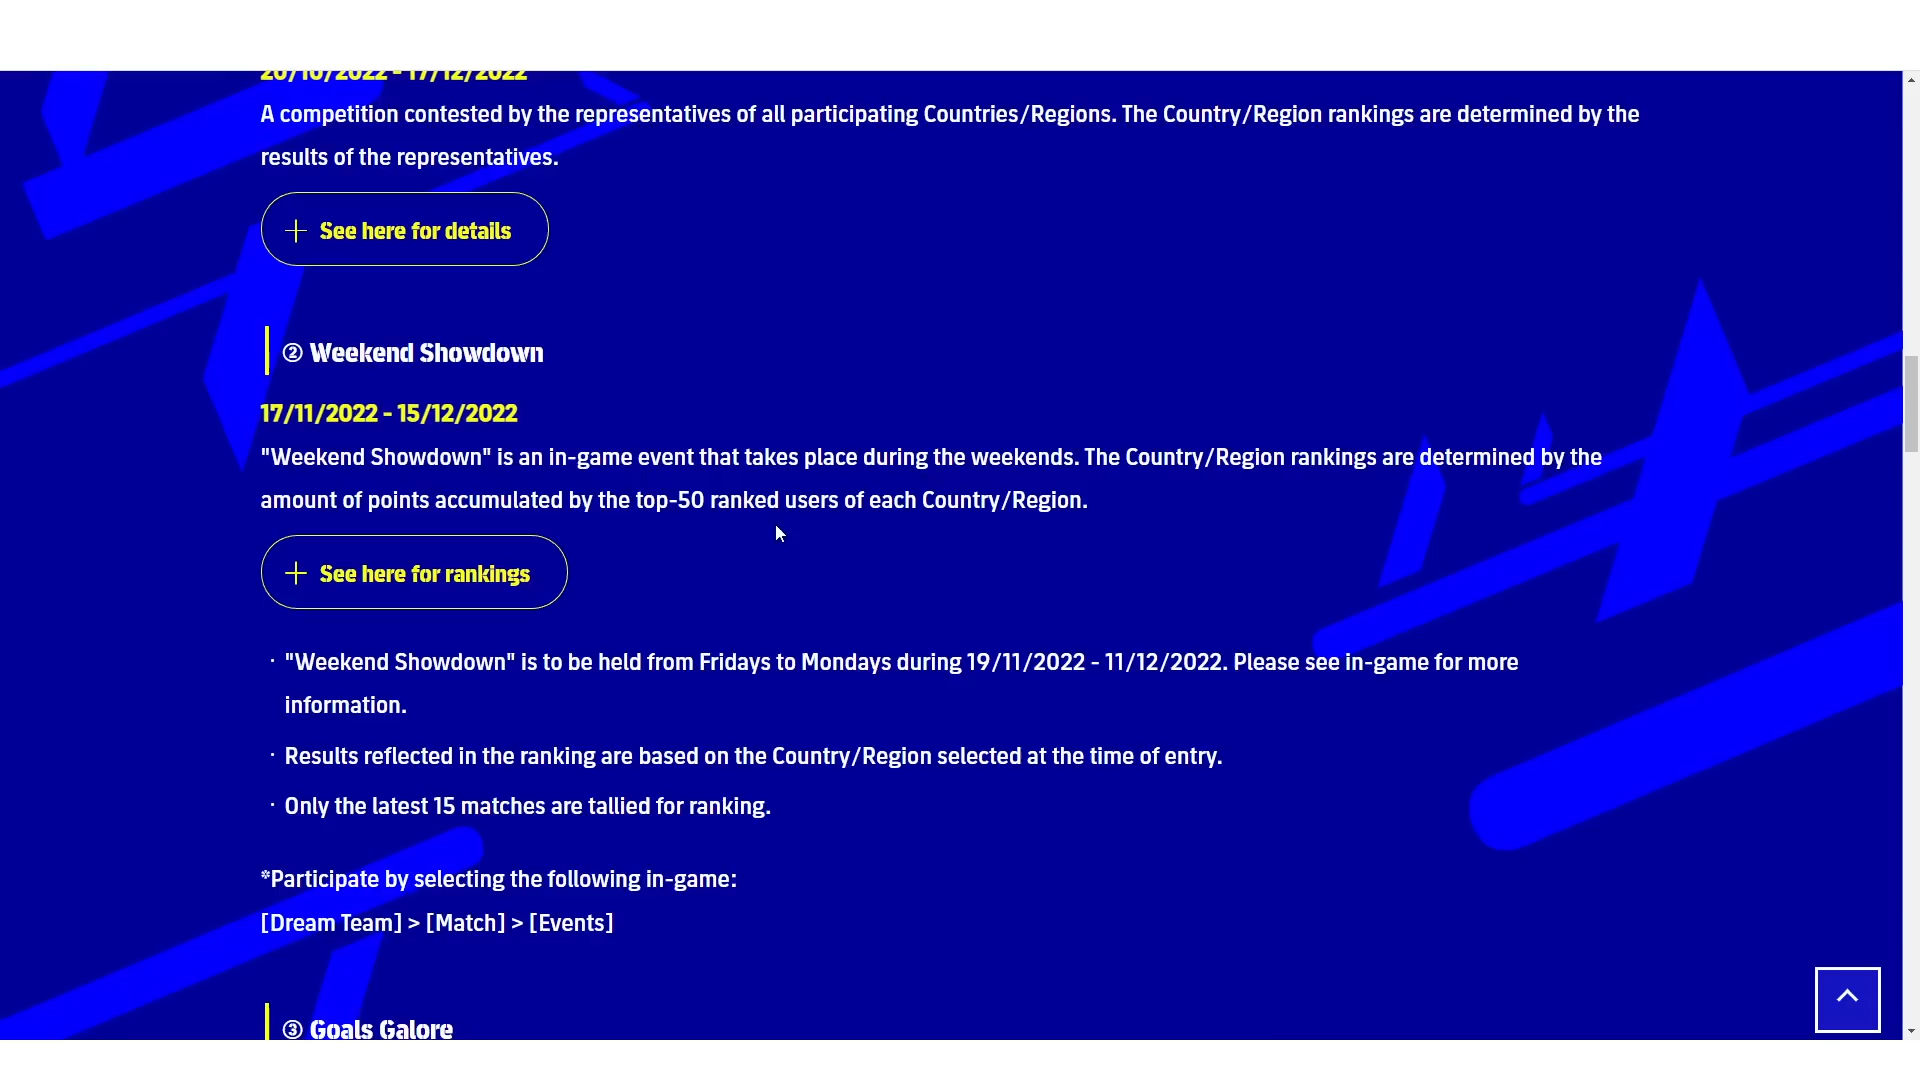 20/10/2022 - 17/12/2022
A competition contested by the representatives of all participating Countries/Regions. The Country/Region rankings are determined by the
results of the representatives.
See here for details
② Weekend Showdown
17/11/2022 - 15/12/2022
"Weekend Showdown" is an in-game event that takes place during the weekends. The Country/Region rankings are determined by the
amount of points accumulated by the top-50 ranked users of each Country/Region.
See here for rankings
· "Weekend Showdown" is to be held from Fridays to Mondays during 19/11/2022 - 11/12/2022. Please see in-game for more
information.
· Results reflected in the ranking are based on the Country/Region selected at the time of entry.
· Only the latest 15 matches are tallied for ranking.
*Participate by selecting the following in-game:
[Dream Team] > [Match] > [Events]
③ Goals Galore